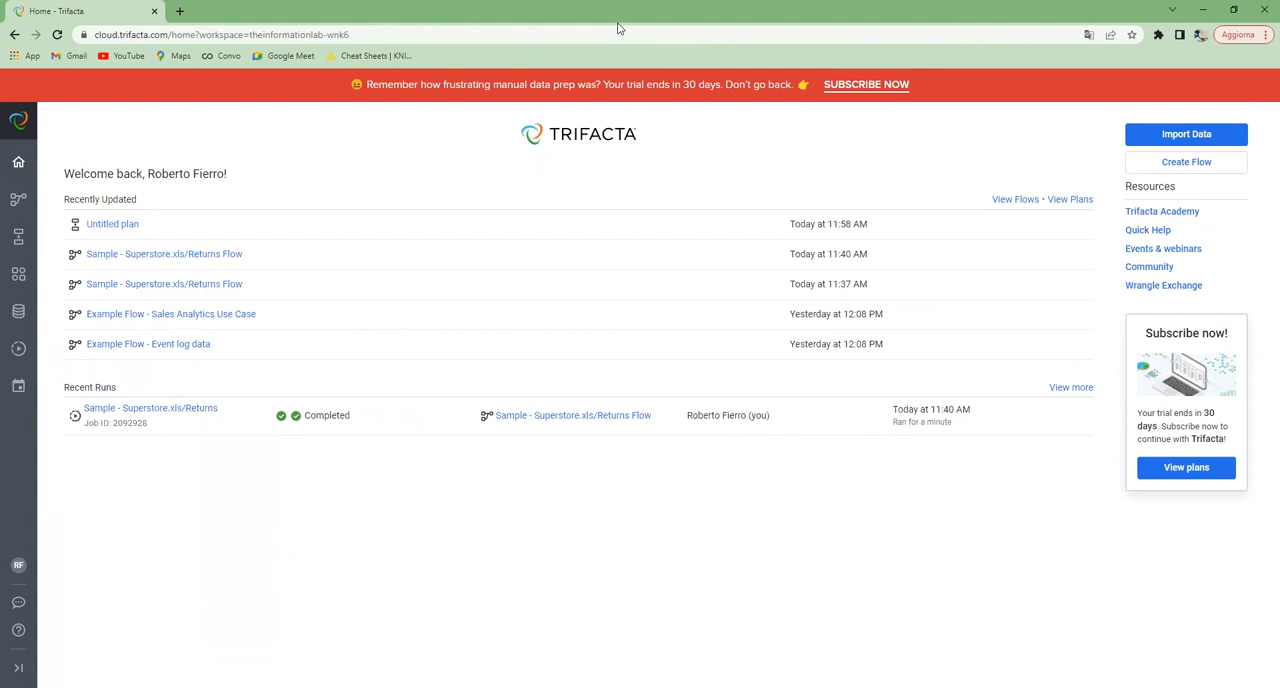 Home - Trifacta
cloud.trifacta.com/home?workspace=theinformationlab-wnk6
Aggiorna
App
Gmail
YouTube
Maps
Convo
Google Meet
Cheat Sheets | KNI...
Remember how frustrating manual data prep was? Your trial ends in 30 days. Don't go back.
SUBSCRIBE NOW
TRIFACTA
Import Data
Create Flow
Welcome back, Roberto Fierro!
Resources
Recently Updated
View Flows • View Plans
Trifacta Academy
Untitled plan
Today at 11:58 AM
Quick Help
Sample - Superstore.xls/Returns Flow
Today at 11:40 AM
Events & webinars
Community
Sample - Superstore.xls/Returns Flow
Today at 11:37 AM
Wrangle Exchange
Example Flow - Sales Analytics Use Case
Yesterday at 12:08 PM
Example Flow - Event log data
Yesterday at 12:08 PM
Subscribe now!
Your trial ends in 30
days. Subscribe now to
continue with Trifacta!
View plans
Recent Runs
View more
Sample - Superstore.xls/Returns
Job ID: 2092928
Completed
Sample - Superstore.xls/Returns Flow
Roberto Fierro (you)
Today at 11:40 AM
Ran for a minute
RF